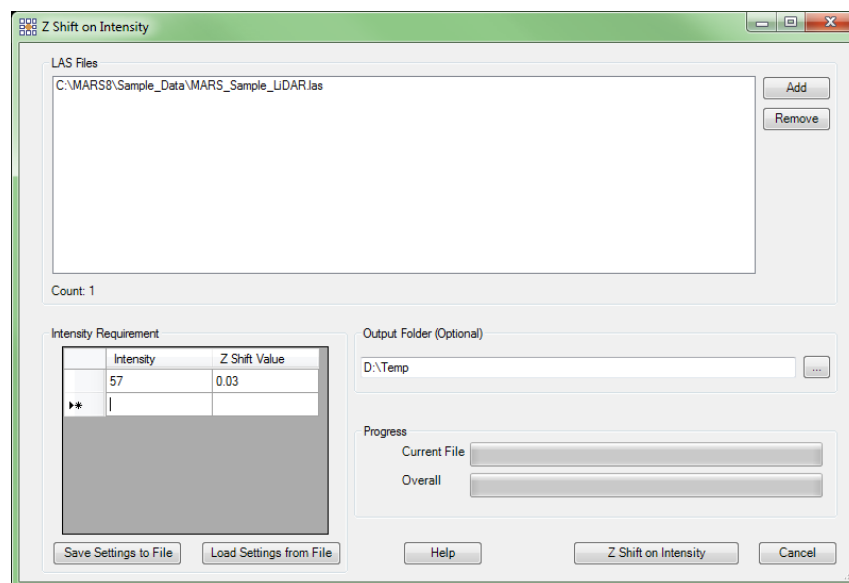 Z Shift on Intensity
LAS Files
C:\MARS8\Sample_Data\MARS_Sample_LiDAR.las
Add
Remove
Count: 1
Intensity Requirement
Intensity Z Shift Value
57 0.03
Output Folder (Optional)
D:\Temp
...
Progress
Current File
Overall
Save Settings to File
Load Settings from File
Help
Z Shift on Intensity
Cancel